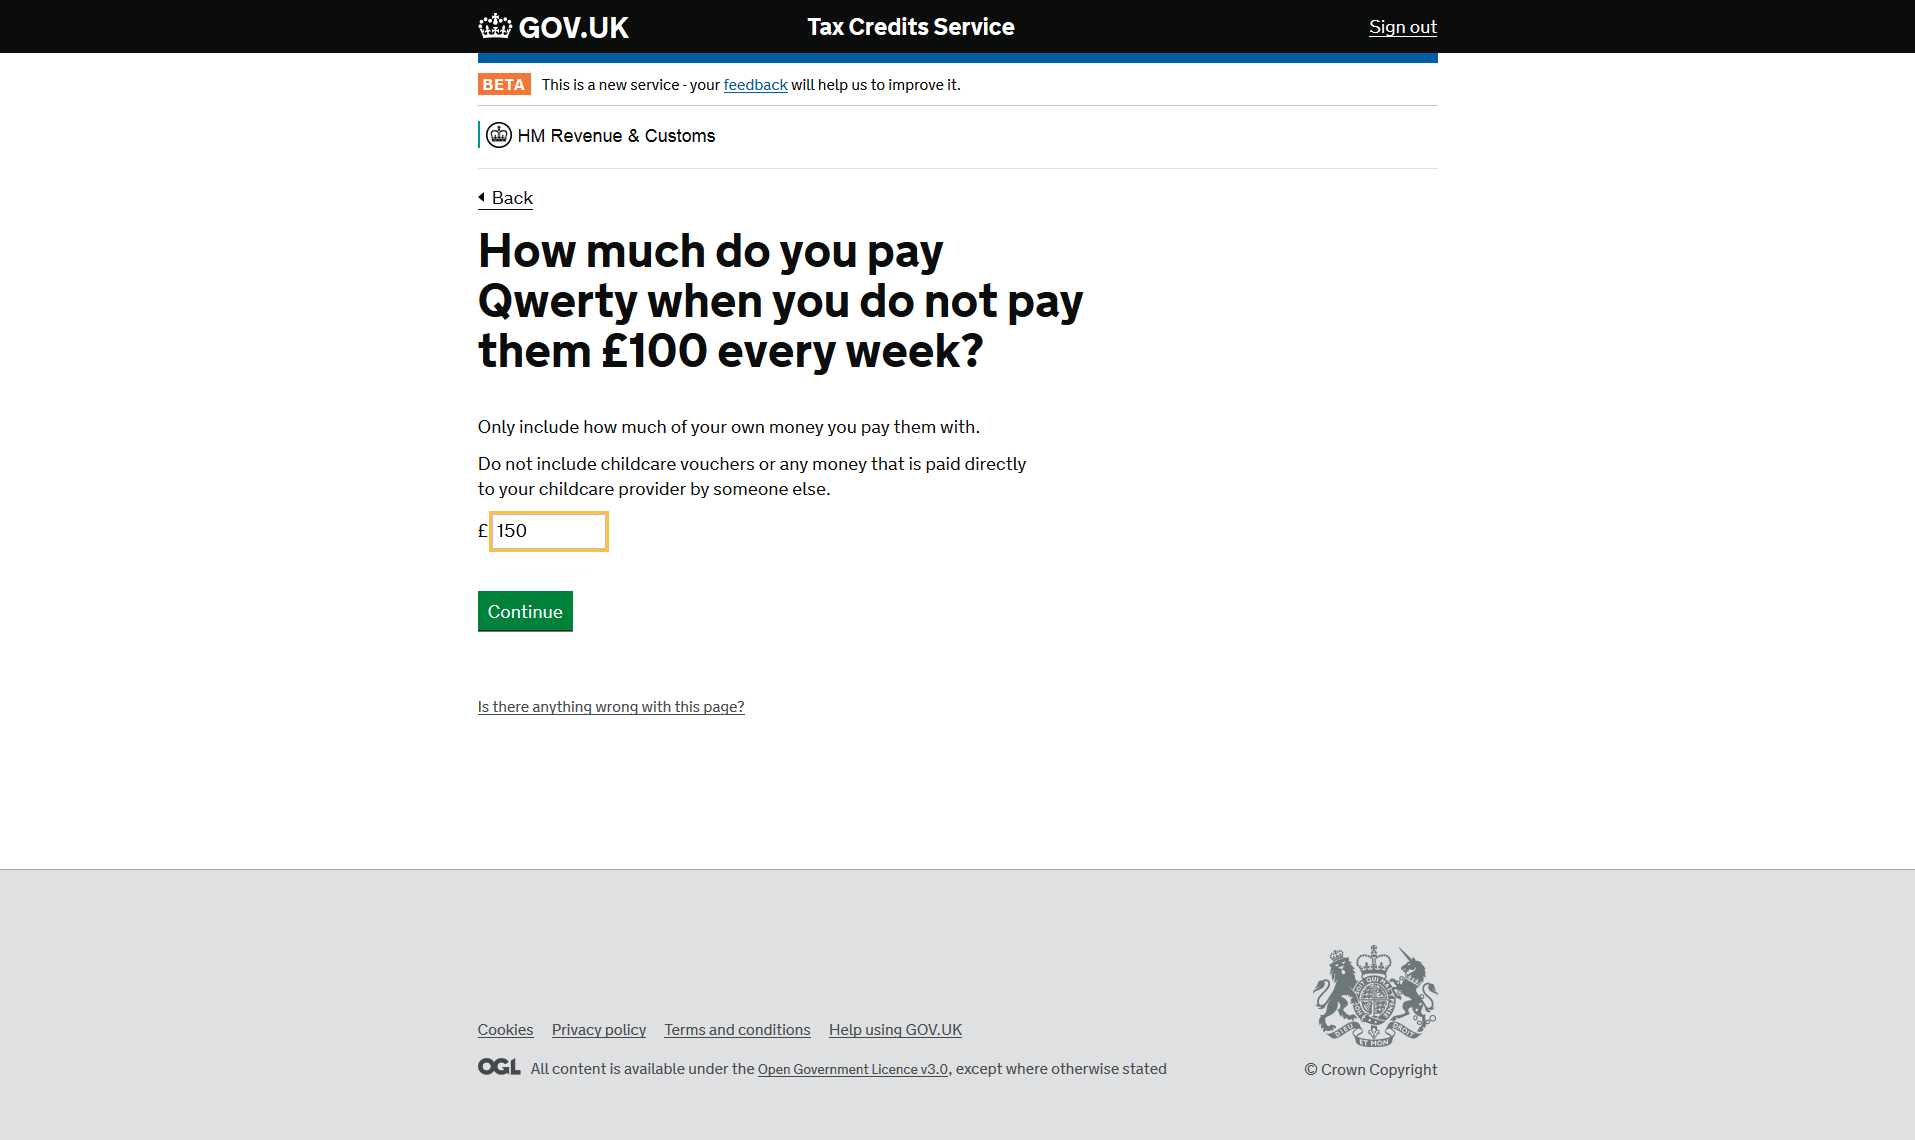 GOV.UK
Tax Credits Service
Sign out
BETA This is a new service - your feedback will help us to improve it.
HM Revenue & Customs
Back
How much do you pay
Qwerty when you do not pay
them £100 every week?
Only include how much of your own money you pay them with.
Do not include childcare vouchers or any money that is paid directly
to your childcare provider by someone else.
£ 150
Continue
Is there anything wrong with this page?
Cookies Privacy policy Terms and conditions Help using GOV.UK
OGL All content is available under the Open Government Licence v3.0, except where otherwise stated
DIEU ET MON DROIT
© Crown Copyright